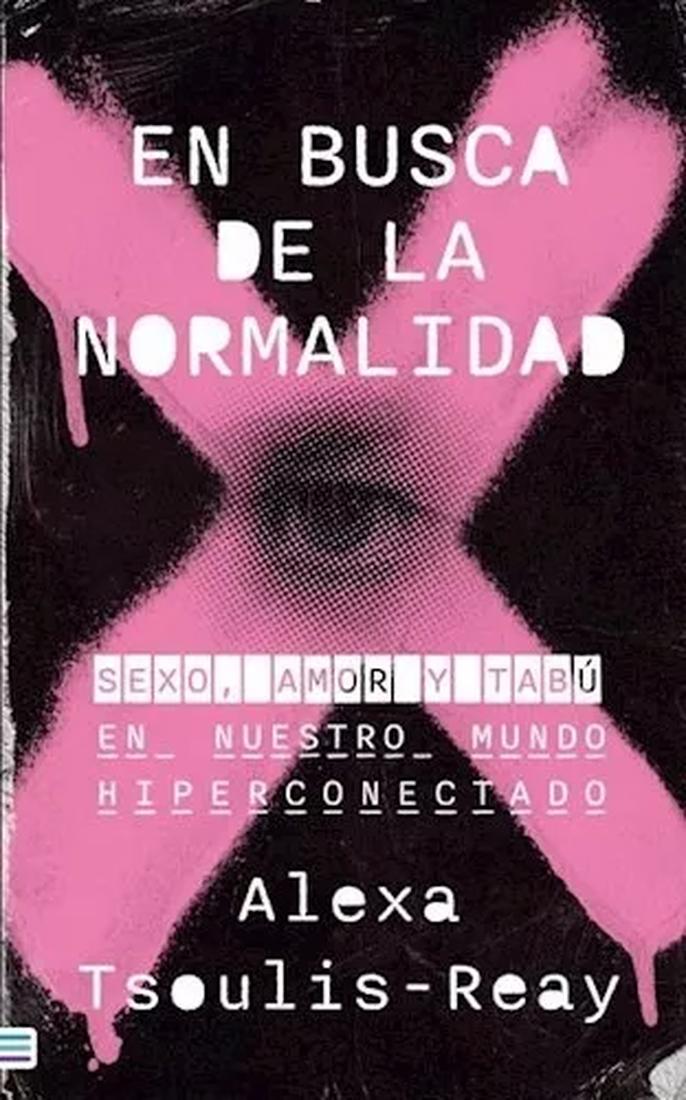 EN BUSCA
DE LA
NORMALIDAD
SEXO, AMOR Y TABÚ
EN NUESTRO MUNDO
HIPERCONECTADO
Alexa
Tsoulis-Reay